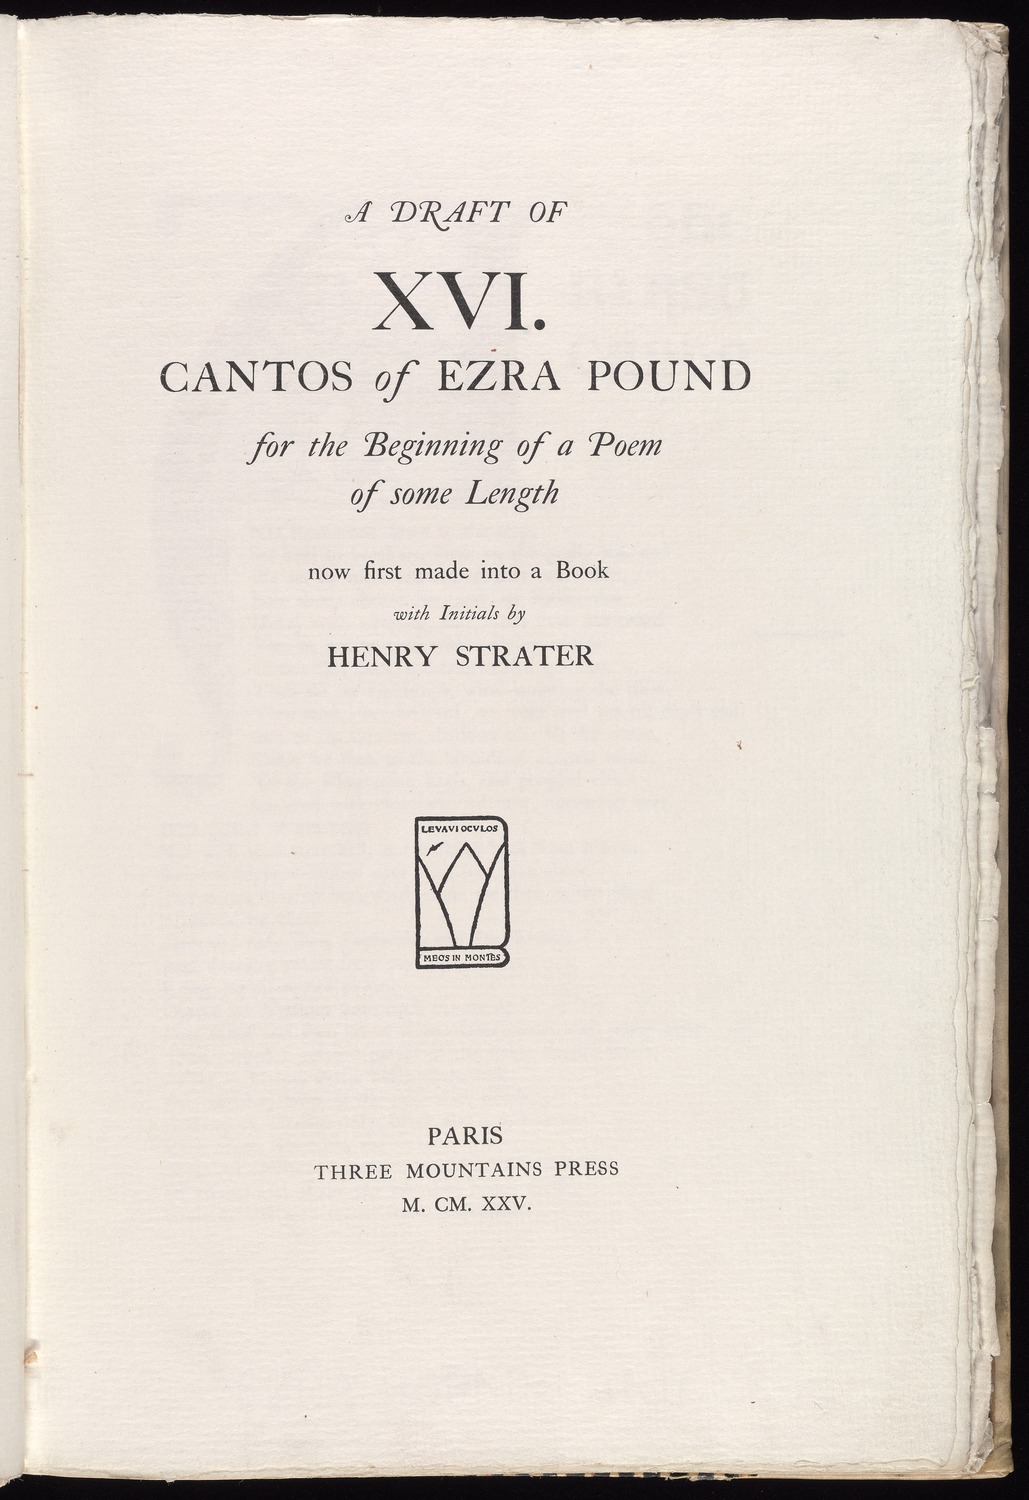 A DRAFT OF
XVI.
CANTOS of EZRA POUND
for the Beginning of a Poem
of some Length
now first made into a Book
with Initials by
HENRY STRATER
LEVAVI OCVLOS
MEOS IN MONTES
PARIS
THREE MOUNTAINS PRESS
M. CM. XXV.